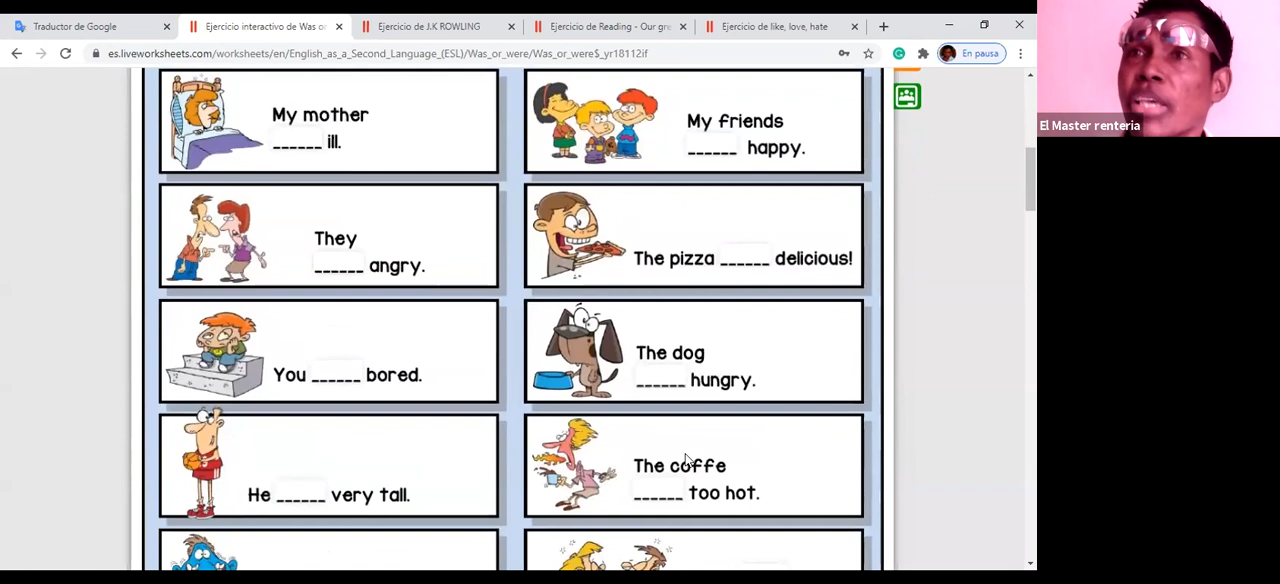 Traductor de Google
Ejercicio interactivo de Was or
Ejercicio de J.K ROWLING
Ejercicio de Reading - Our gre
Ejercicio de like, love, hate
es.liveworksheets.com/worksheets/en/English_as_a_Second_Language_(ESL)/Was_or_were/Was_or_were$_yr18112if
En pausa
El Master renteria
My mother
______ ill.
My friends
______ happy.
They
______ angry.
The pizza ______ delicious!
You ______ bored.
The dog
______ hungry.
He ______ very tall.
The coffe
______ too hot.